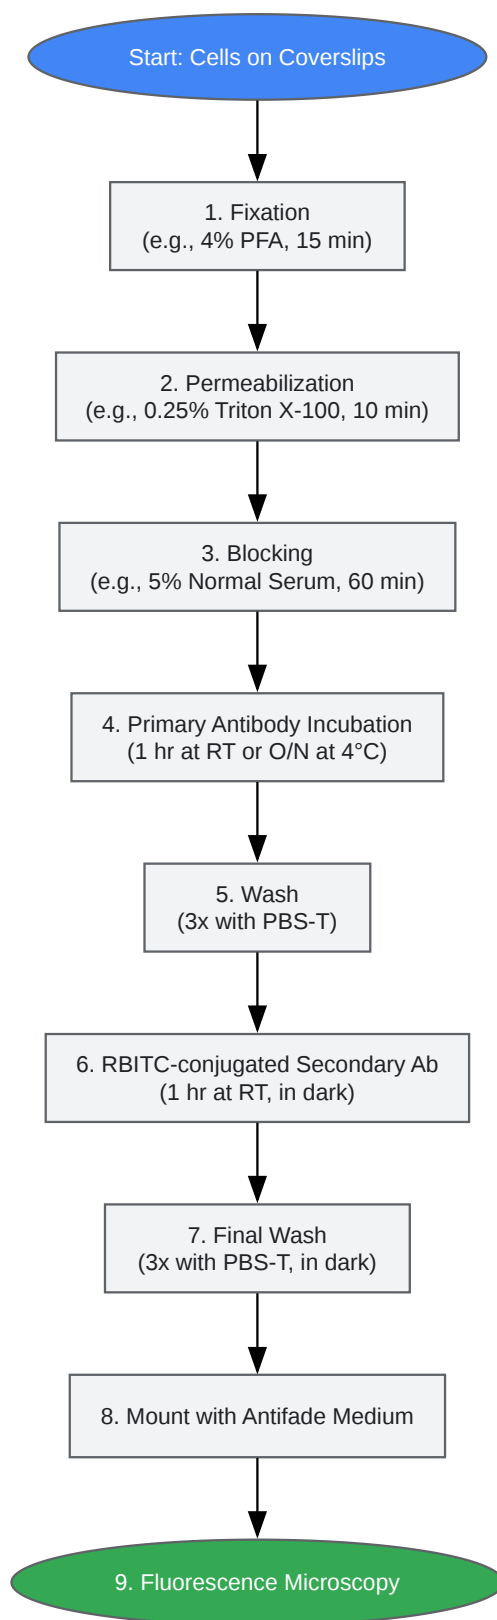 Start: Cells on Coverslips
1. Fixation
(e.g., 4% PFA, 15 min)
2. Permeabilization
(e.g., 0.25% Triton X-100, 10 min)
3. Blocking
(e.g., 5% Normal Serum, 60 min)
4. Primary Antibody Incubation
(1 hr at RT or O/N at 4°C)
5. Wash
(3x with PBS-T)
6. RBITC-conjugated Secondary Ab
(1 hr at RT, in dark)
7. Final Wash
(3x with PBS-T, in dark)
8. Mount with Antifade Medium
9. Fluorescence Microscopy